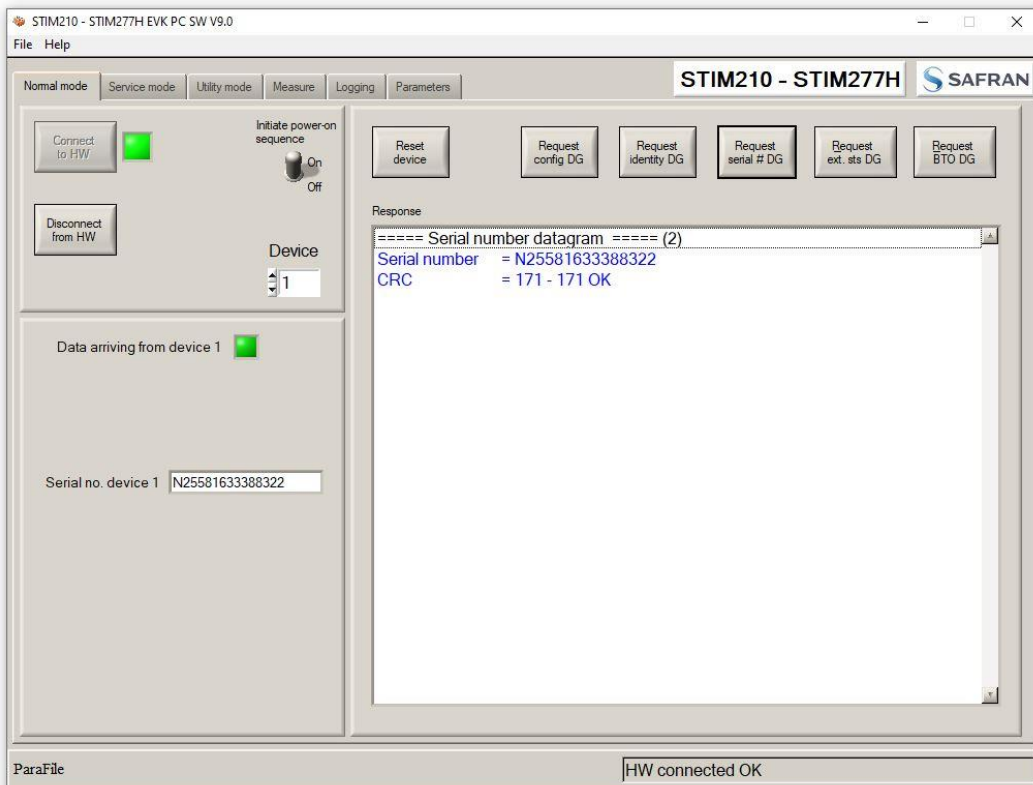 STIM210 - STIM277H EVK PC SW V9.0
File Help
Normal mode Service mode Utility mode Measure Logging Parameters
STIM210 - STIM277H
SAFRAN
Connect
to HW
Initiate power-on
sequence
On
Off
Disconnect
from HW
Device
1
Reset
device
Request
config DG
Request
identity DG
Request
serial # DG
Request
ext. sts DG
Request
BTO DG
Response
===== Serial number datagram ===== (2)
Serial number = N25581633388322
CRC = 171 - 171 OK
Data arriving from device 1
Serial no. device 1 N25581633388322
ParaFile
HW connected OK